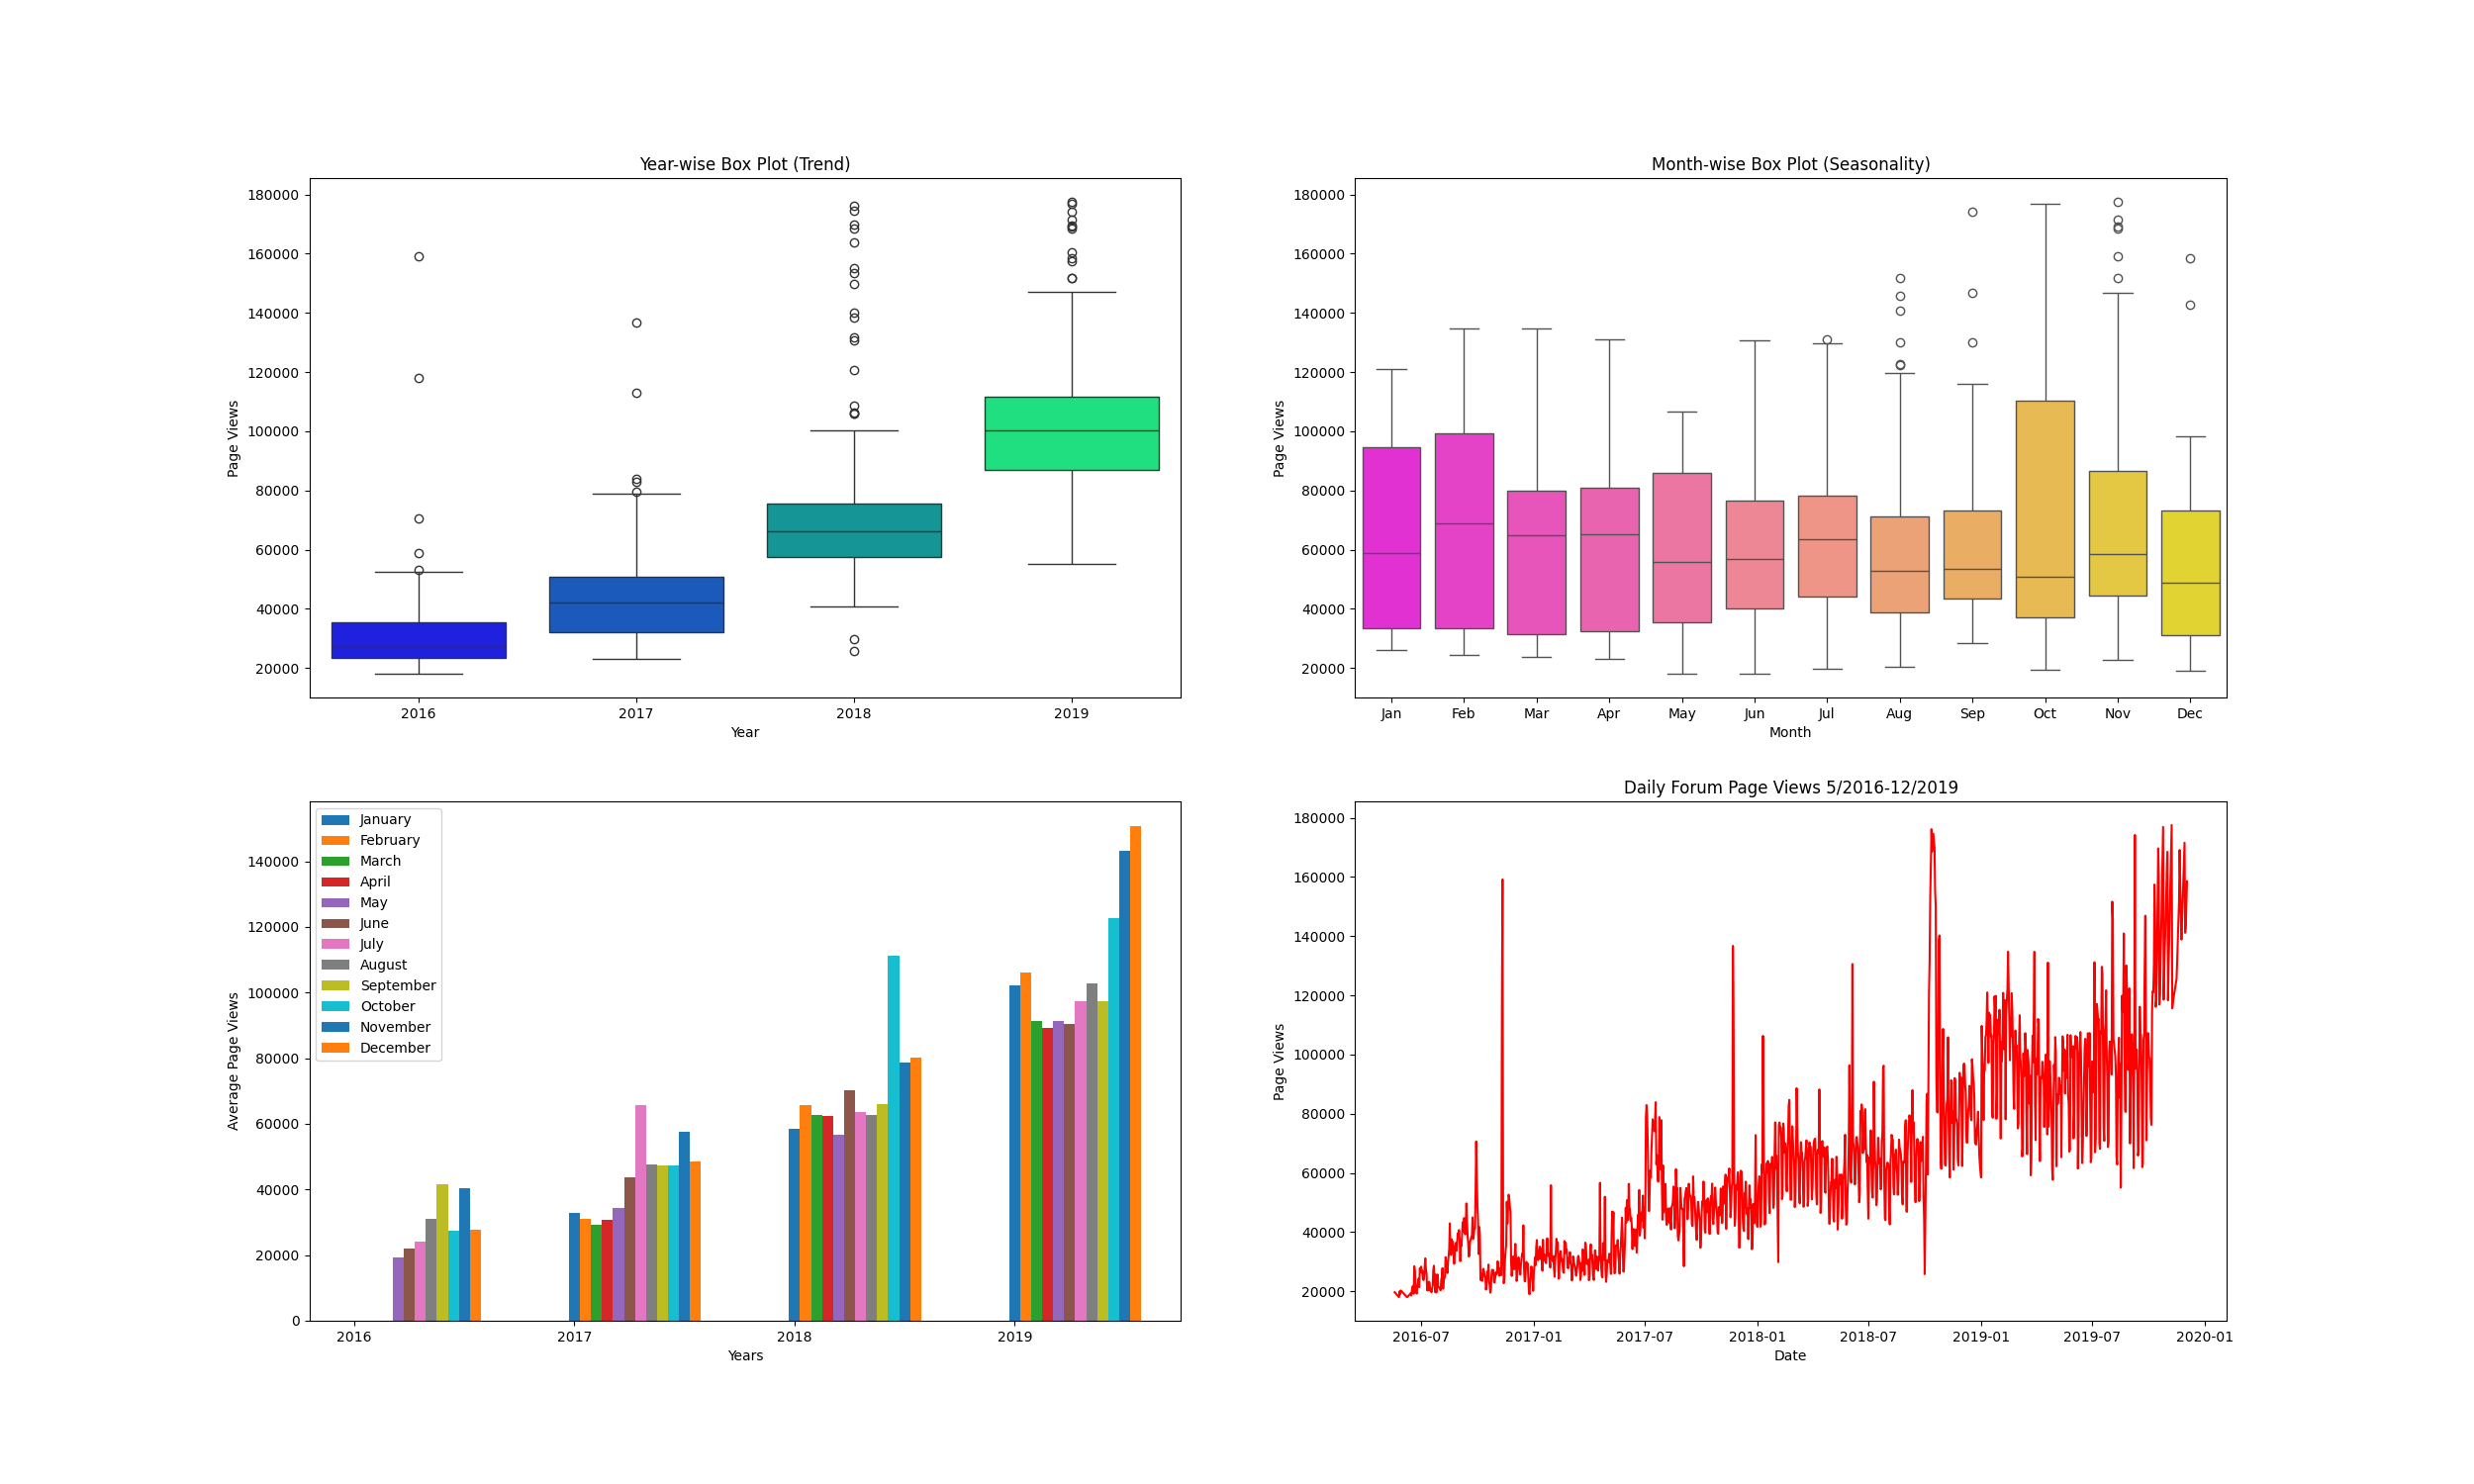 Year-wise Box Plot (Trend)
180000
160000
140000
120000
100000
80000
60000
40000
20000
Page Views
2016 2017 2018 2019
Year
Month-wise Box Plot (Seasonality)
180000
160000
140000
120000
100000
80000
60000
40000
20000
Page Views
Jan Feb Mar Apr May Jun Jul Aug Sep Oct Nov Dec
Month
January
February
March
April
May
June
July
August
September
October
November
December
140000
120000
100000
80000
60000
40000
20000
0
Average Page Views
2016 2017 2018 2019
Years
Daily Forum Page Views 5/2016-12/2019
180000
160000
140000
120000
100000
80000
60000
40000
20000
Page Views
2016-07 2017-01 2017-07 2018-01 2018-07 2019-01 2019-07 2020-01
Date